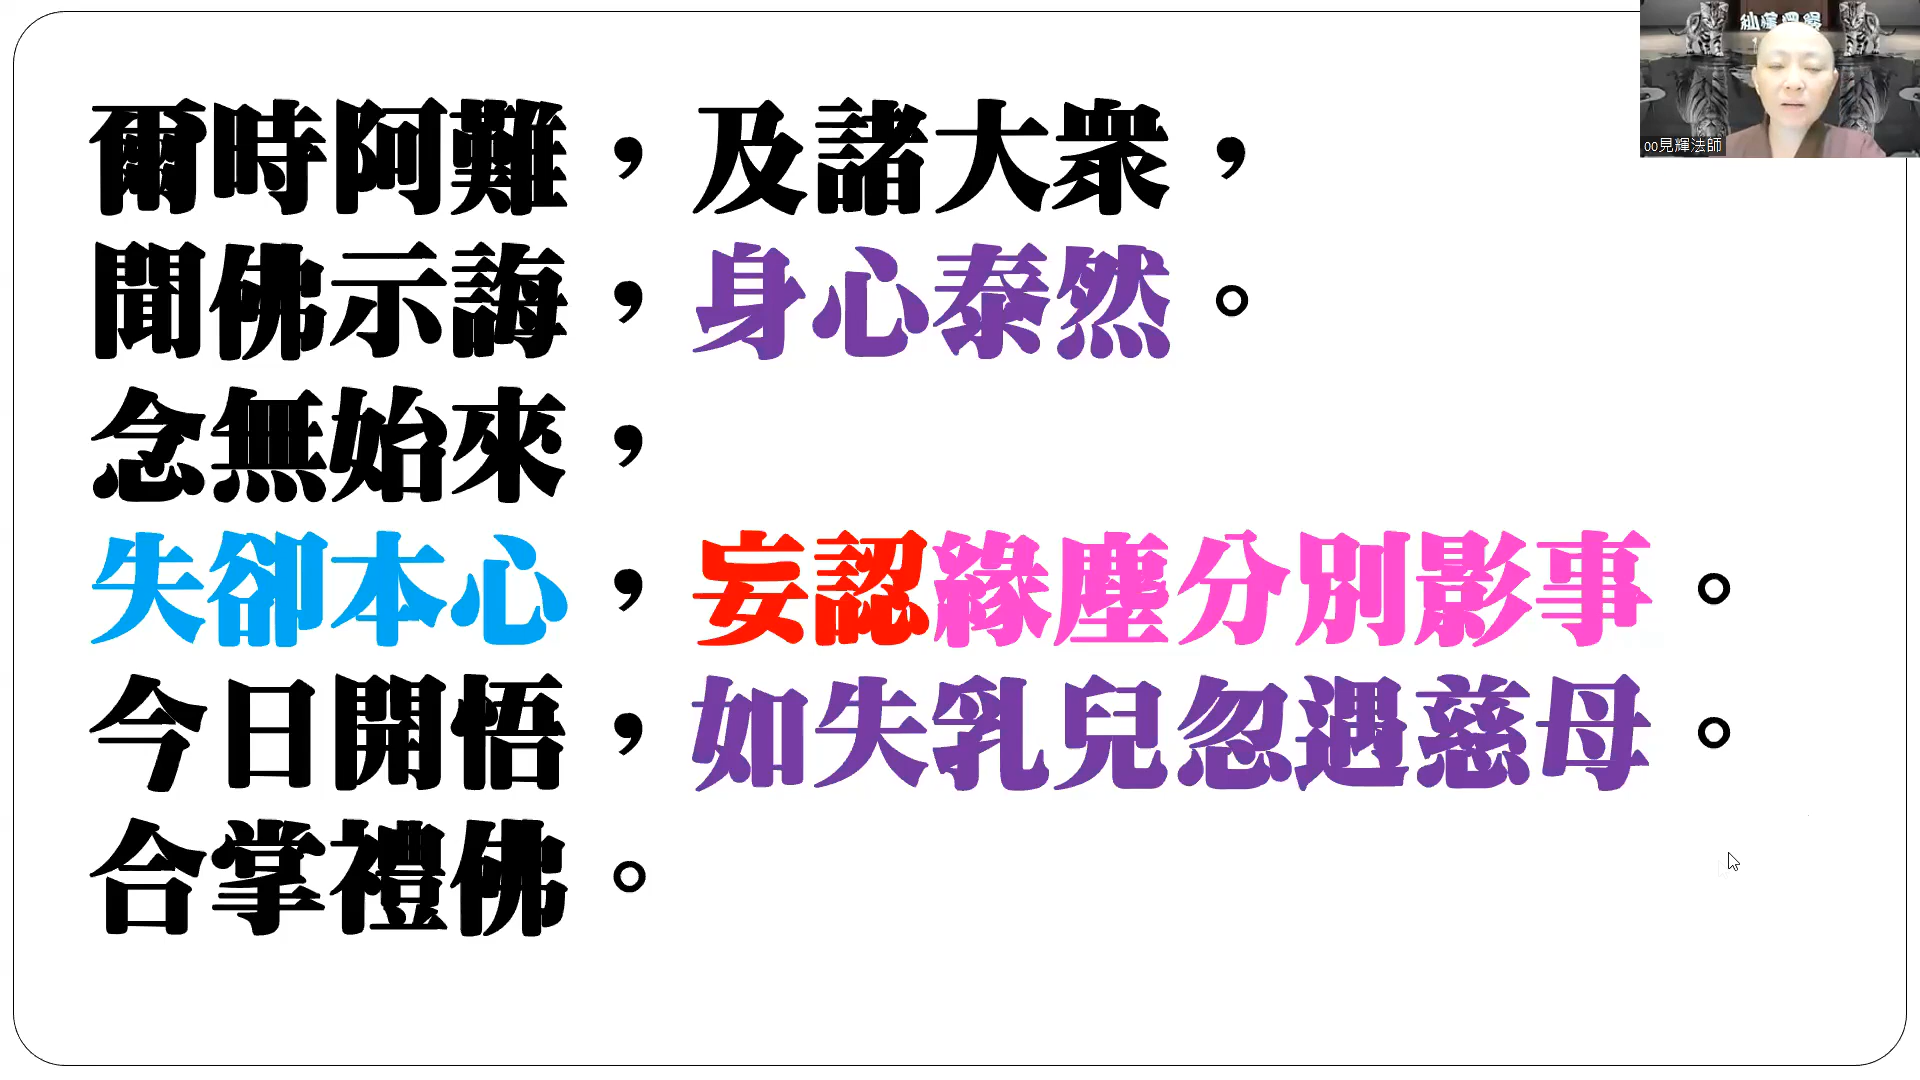 爾時阿難，及諸大眾，
聞佛示誨，身心泰然。
念無始來，
失卻本心，妄認緣塵分別影事。
今日開悟，如失乳兒忽遇慈母。
合掌禮佛。
oo見輝法師